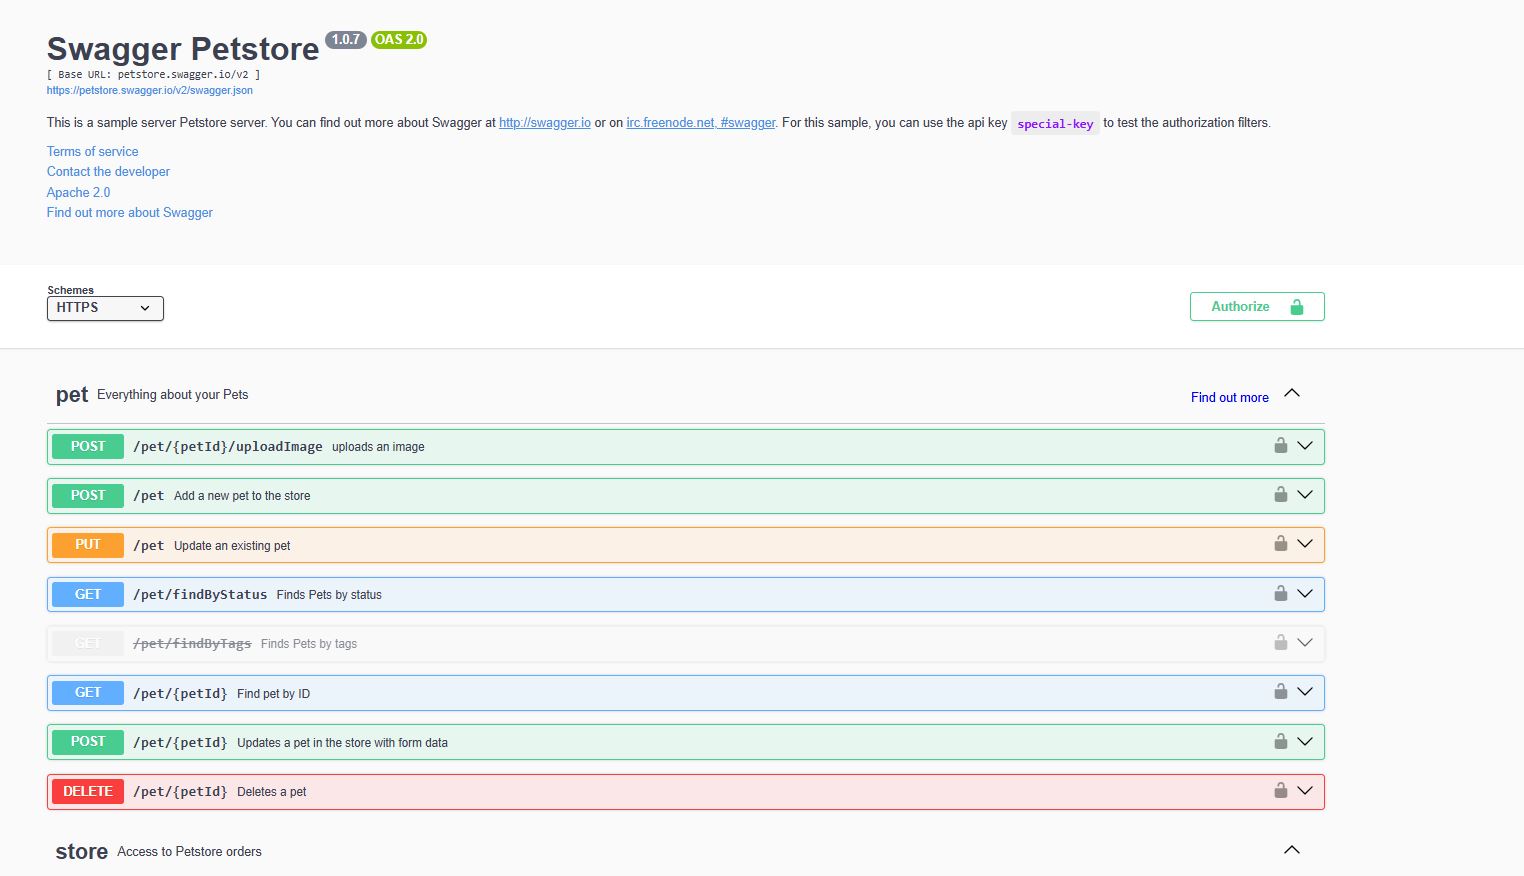 Swagger Petstore 1.0.7 OAS 2.0
[ Base URL: petstore.swagger.io/v2 ]
https://petstore.swagger.io/v2/swagger.json
This is a sample server Petstore server. You can find out more about Swagger at http://swagger.io or on irc.freenode.net, #swagger. For this sample, you can use the api key special-key to test the authorization filters.
Terms of service
Contact the developer
Apache 2.0
Find out more about Swagger
Schemes
HTTPS
Authorize
pet Everything about your Pets Find out more
POST /pet/{petId}/uploadImage uploads an image
POST /pet Add a new pet to the store
PUT /pet Update an existing pet
GET /pet/findByStatus Finds Pets by status
GET /pet/findByTags Finds Pets by tags
GET /pet/{petId} Find pet by ID
POST /pet/{petId} Updates a pet in the store with form data
DELETE /pet/{petId} Deletes a pet
store Access to Petstore orders